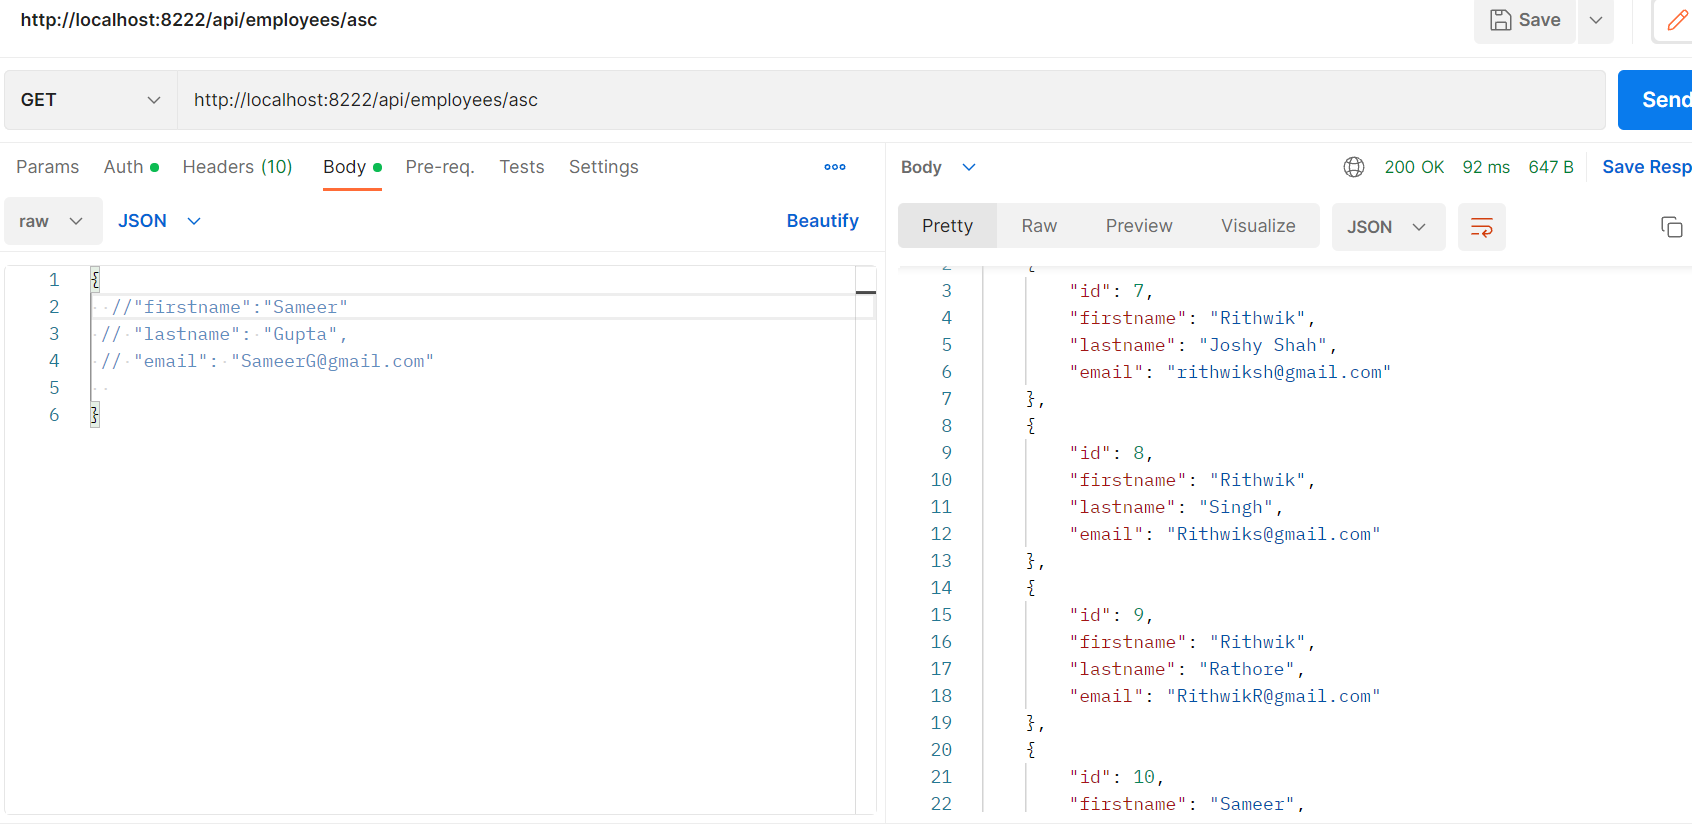 http://localhost:8222/api/employees/asc
Save
GET
http://localhost:8222/api/employees/asc
Send
Params Auth Headers (10) Body Pre-req. Tests Settings
raw JSON Beautify
1 {
2 //"firstname":"Sameer"
3 // "lastname": "Gupta",
4 // "email": "SameerG@gmail.com"
5
6 }
Body 200 OK 92 ms 647 B Save Resp
Pretty Raw Preview Visualize JSON
2 {
3 "id": 7,
4 "firstname": "Rithwik",
5 "lastname": "Joshy Shah",
6 "email": "rithwiksh@gmail.com"
7 },
8 {
9 "id": 8,
10 "firstname": "Rithwik",
11 "lastname": "Singh",
12 "email": "Rithwiks@gmail.com"
13 },
14 {
15 "id": 9,
16 "firstname": "Rithwik",
17 "lastname": "Rathore",
18 "email": "RithwikR@gmail.com"
19 },
20 {
21 "id": 10,
22 "firstname": "Sameer",